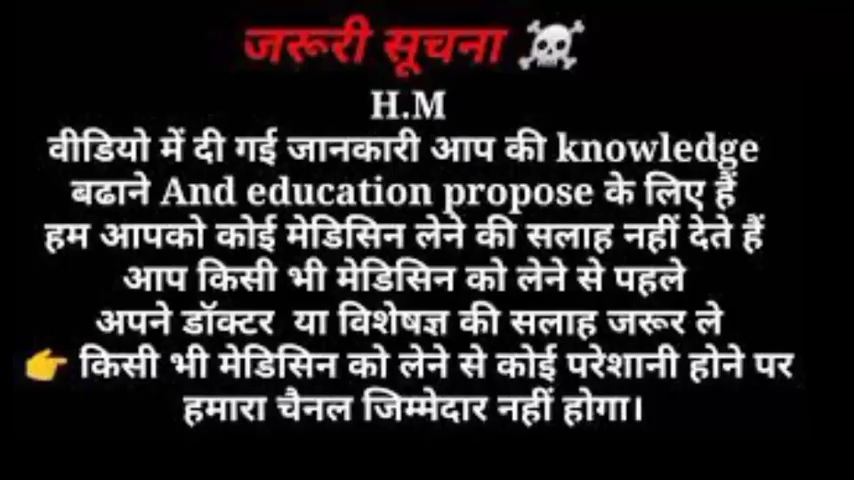 जरूरी सूचना ☠
H.M
वीडियो में दी गई जानकारी आप की knowledge
बढाने And education propose के लिए हैं
हम आपको कोई मेडिसिन लेने की सलाह नहीं देते हैं
आप किसी भी मेडिसिन को लेने से पहले
अपने डॉक्टर या विशेषज्ञ की सलाह जरूर ले
👉 किसी भी मेडिसिन को लेने से कोई परेशानी होने पर
हमारा चैनल जिम्मेदार नहीं होगा।